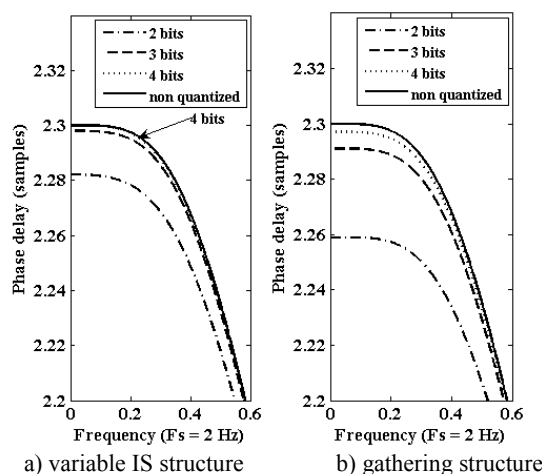 2 bits
3 bits
4 bits
non quantized
4 bits
2.32
2.3
2.28
2.26
2.24
2.22
2.2
0 0.2 0.4 0.6
Phase delay (samples)
Frequency (Fs = 2 Hz)
a) variable IS structure
2 bits
3 bits
4 bits
non quantized
2.32
2.3
2.28
2.26
2.24
2.22
2.2
0 0.2 0.4 0.6
Phase delay (samples)
Frequency (Fs = 2 Hz)
b) gathering structure